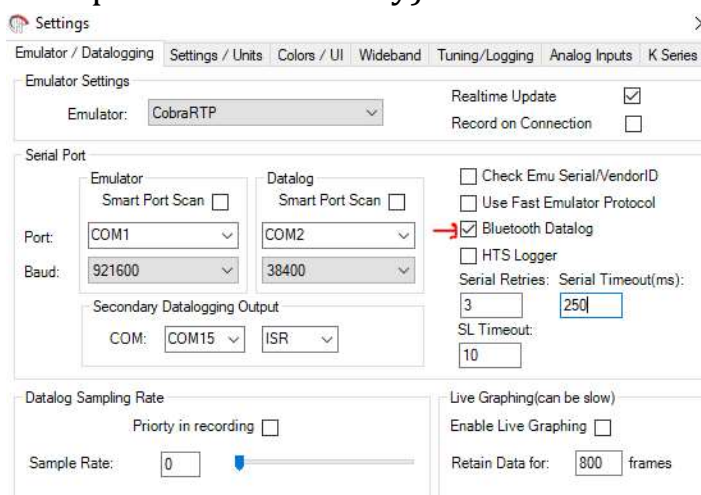 Settings
Emulator / Datalogging Settings / Units Colors / UI Wideband Tuning/Logging Analog Inputs K Series
Emulator Settings
Emulator: CobraRTP
Realtime Update
Record on Connection
Serial Port
Emulator
Smart Port Scan
Datalog
Smart Port Scan
Port: COM1 COM2
Baud: 921600 38400
Secondary Datalogging Output
COM: COM15 ISR
Check Emu Serial/VendorID
Use Fast Emulator Protocol
Bluetooth Datalog
HTS Logger
Serial Retries: Serial Timeout(ms):
3 250
SL Timeout:
10
Datalog Sampling Rate
Priorty in recording
Sample Rate: 0
Live Graphing(can be slow)
Enable Live Graphing
Retain Data for: 800 frames